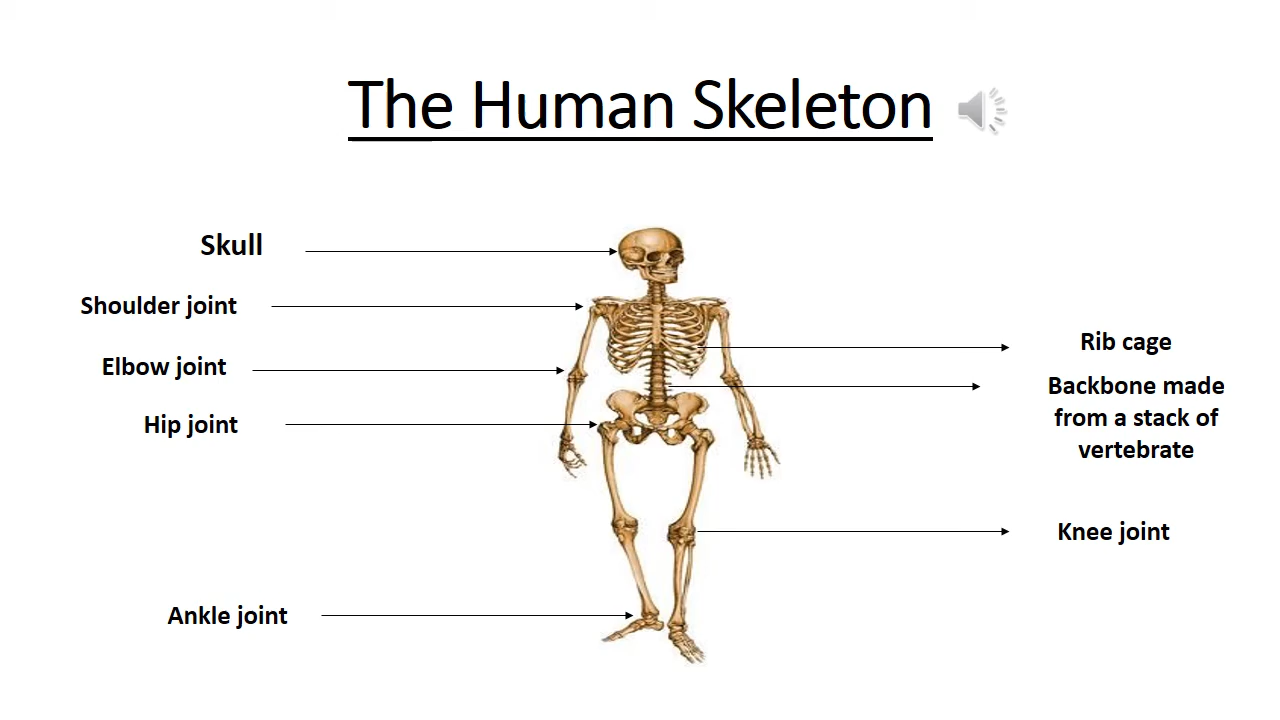 The Human Skeleton
Skull
Shoulder joint
Elbow joint
Hip joint
Ankle joint
Rib cage
Backbone made
from a stack of
vertebrate
Knee joint